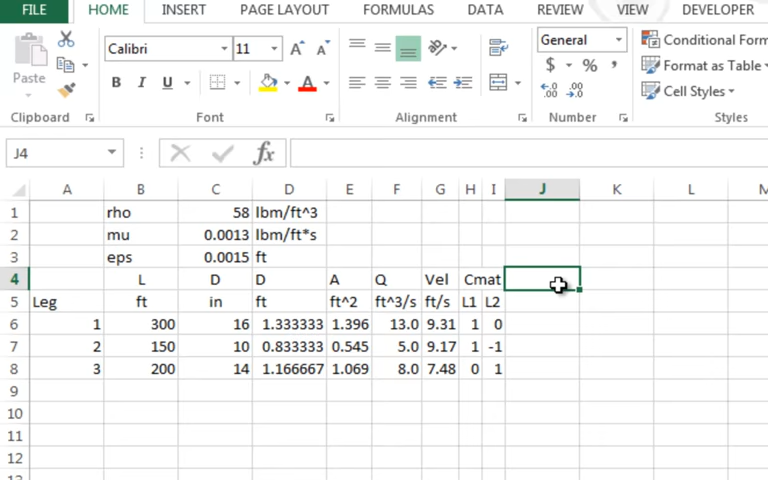 FILE HOME INSERT PAGE LAYOUT FORMULAS DATA REVIEW VIEW DEVELOPER
Calibri 11 General Conditional Form
Paste B I U A $ % , Format as Table
Cell Styles
Clipboard Font Alignment Number Styles
J4 fx
A B C D E F G H I J K L M
1 rho 58 lbm/ft^3
2 mu 0.0013 lbm/ft*s
3 eps 0.0015 ft
4 L D D A Q Vel Cmat
5 Leg ft in ft ft^2 ft^3/s ft/s L1 L2
6 1 300 16 1.333333 1.396 13.0 9.31 1 0
7 2 150 10 0.833333 0.545 5.0 9.17 1 -1
8 3 200 14 1.166667 1.069 8.0 7.48 0 1
9
10
11
12